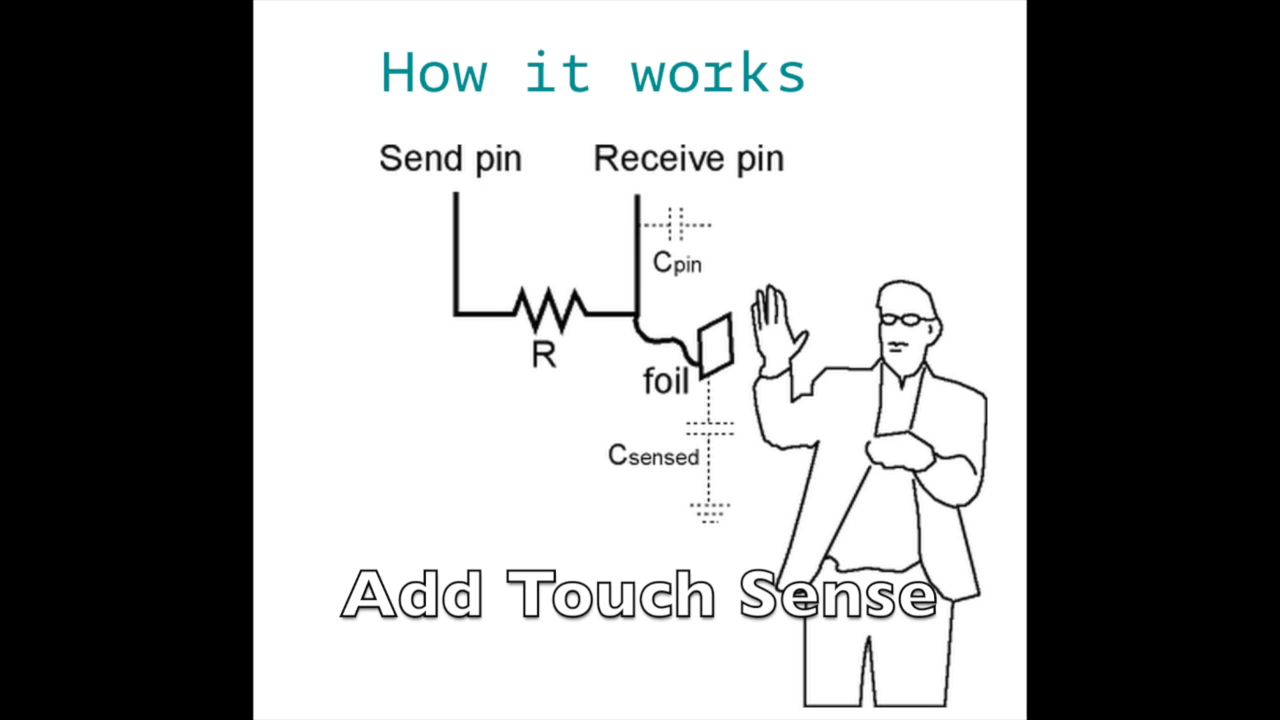 How it works
Send pin
Receive pin
Cpin
R
foil
Csensed
Add Touch Sense